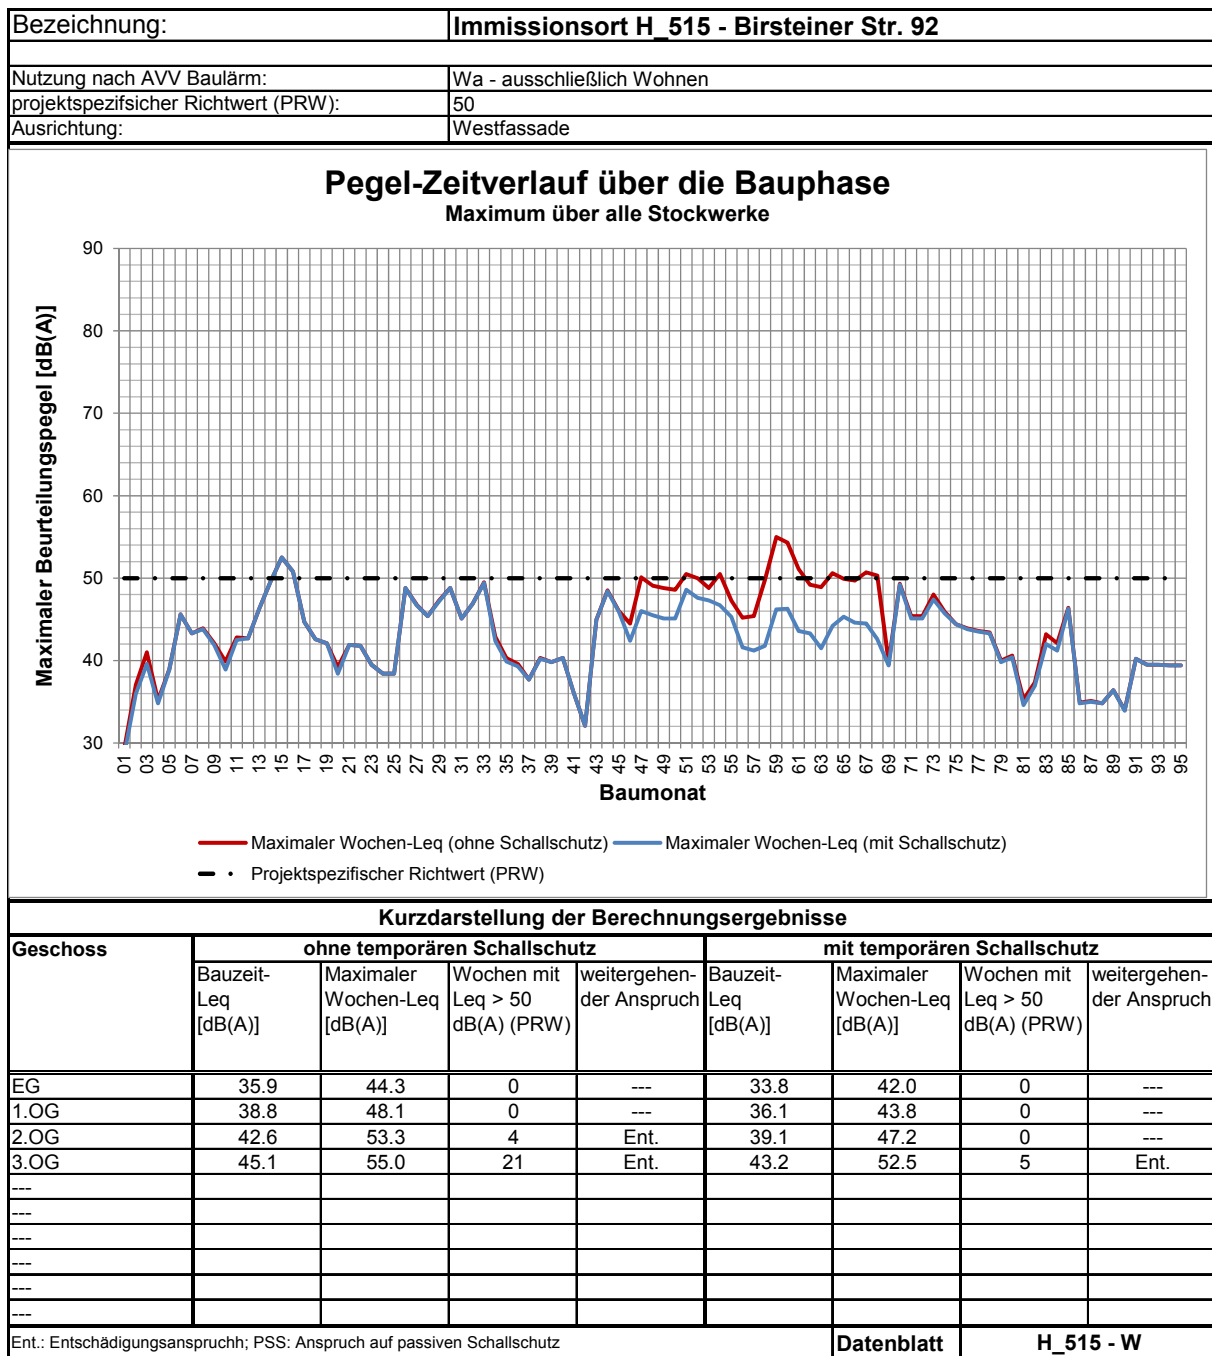 Bezeichnung: Immissionsort H_515 - Birsteiner Str. 92
Nutzung nach AVV Baulärm: Wa - ausschließlich Wohnen
projektspezifsicher Richtwert (PRW): 50
Ausrichtung: Westfassade
Pegel-Zeitverlauf über die Bauphase
Maximum über alle Stockwerke
Maximaler Beurteilungspegel [dB(A)]
90
80
70
60
50
40
30
01 03 05 07 09 11 13 15 17 19 21 23 25 27 29 31 33 35 37 39 41 43 45 47 49 51 53 55 57 59 61 63 65 67 69 71 73 75 77 79 81 83 85 87 89 91 93 95
Baumonat
Maximaler Wochen-Leq (ohne Schallschutz) Maximaler Wochen-Leq (mit Schallschutz)
Projektspezifischer Richtwert (PRW)
Kurzdarstellung der Berechnungsergebnisse
Geschoss ohne temporären Schallschutz mit temporären Schallschutz
Bauzeit- Maximaler Wochen mit weitergehen- Bauzeit- Maximaler Wochen mit weitergehen-
Leq Wochen-Leq Leq > 50 der Anspruch Leq Wochen-Leq Leq > 50 der Anspruch
[dB(A)] [dB(A)] dB(A) (PRW) [dB(A)] [dB(A)] dB(A) (PRW)
EG 35.9 44.3 0 --- 33.8 42.0 0 ---
1.OG 38.8 48.1 0 --- 36.1 43.8 0 ---
2.OG 42.6 53.3 4 Ent. 39.1 47.2 0 ---
3.OG 45.1 55.0 21 Ent. 43.2 52.5 5 Ent.
---
---
---
---
---
---
Ent.: Entschädigungsanspruchh; PSS: Anspruch auf passiven Schallschutz Datenblatt H_515 - W